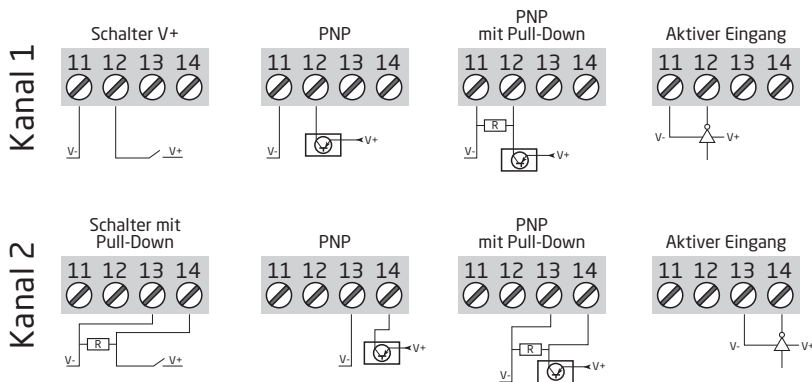 Kanal 1
Schalter V+
11 12 13 14
V-
V+
PNP
11 12 13 14
V-
V+
PNP
mit Pull-Down
11 12 13 14
R
V-
V+
Aktiver Eingang
11 12 13 14
V-
V+
Kanal 2
Schalter mit
Pull-Down
11 12 13 14
R
V-
V+
PNP
11 12 13 14
V-
V+
PNP
mit Pull-Down
11 12 13 14
R
V-
V+
Aktiver Eingang
11 12 13 14
V-
V+